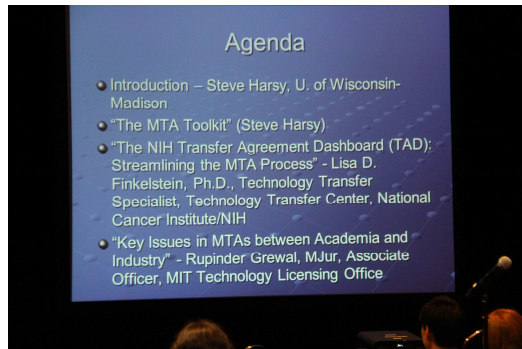 Agenda
Introduction – Steve Harsy, U. of Wisconsin-
Madison
"The MTA Toolkit" (Steve Harsy)
"The NIH Transfer Agreement Dashboard (TAD):
Streamlining the MTA Process" - Lisa D.
Finkelstein, Ph.D., Technology Transfer
Specialist, Technology Transfer Center, National
Cancer Institute/NIH
"Key Issues in MTAs between Academia and
Industry" - Rupinder Grewal, MJur, Associate
Officer, MIT Technology Licensing Office